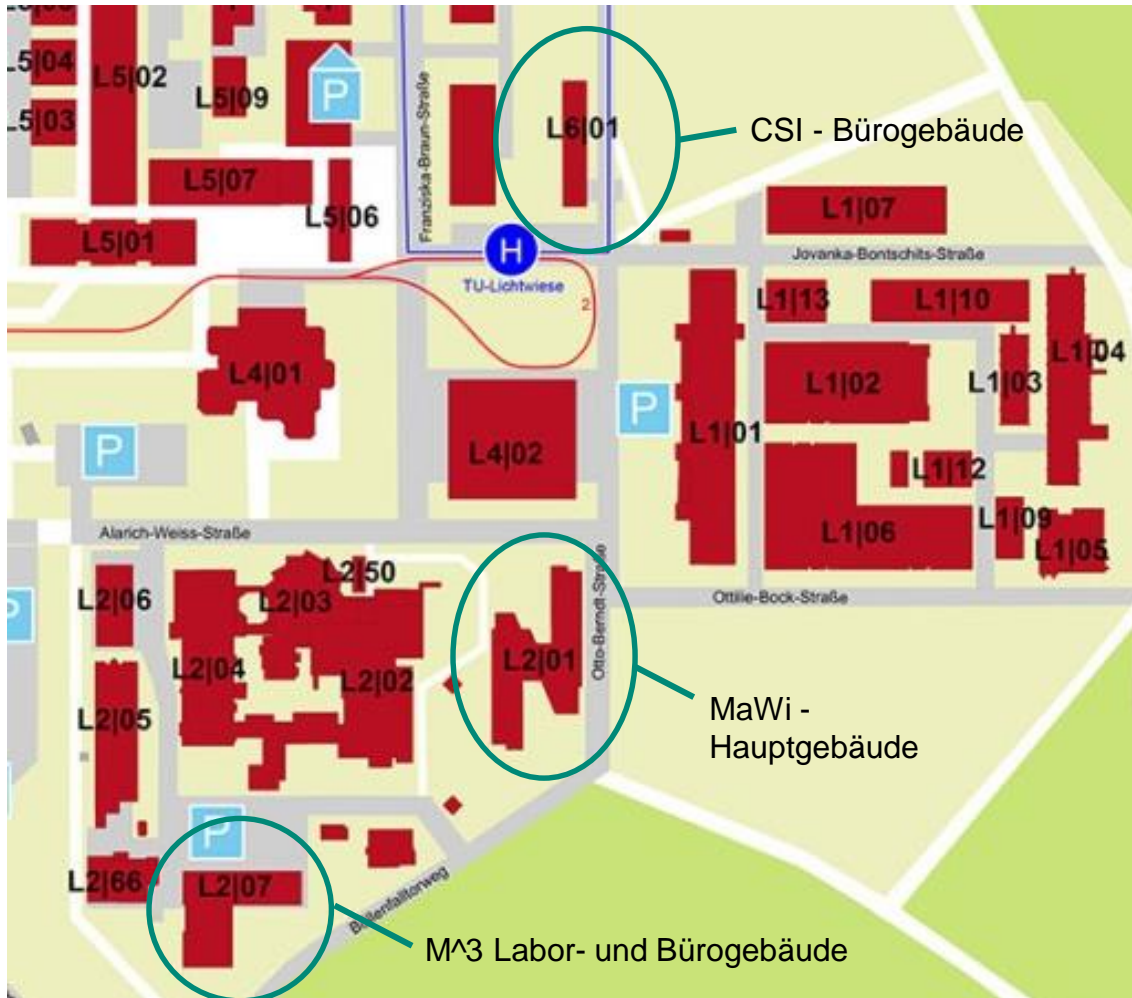 L5|04
L5|02
L5|09
P
L5|03
L6|01
CSI - Bürogebäude
Franziska-Braun-Straße
L5|07
L5|06
L1|07
L5|01
H
TU-Lichtwiese
Jovanka-Bontschits-Straße
2
L1|13
L1|10
L1|04
L4|01
L1|02
L1|03
P
L1|01
P
L4|02
L1|12
Alarich-Weiss-Straße
L1|06
L1|09
L1|05
L2|50
L2|06
L2|03
P
Otto-Berndt-Straße
Ottilie-Bock-Straße
L2|04
L2|02
L2|01
L2|05
MaWi -
Hauptgebäude
P
L2|66
L2|07
Böllenfalltorweg
M^3 Labor- und Bürogebäude